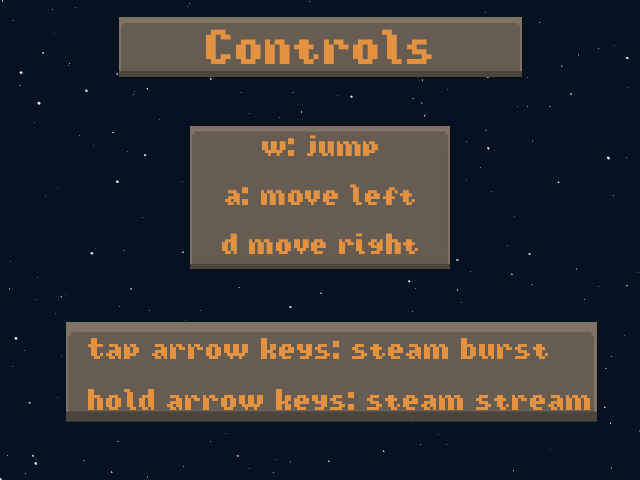 Controls
w: jump
a: move left
d move right
tap arrow keys: steam burst
hold arrow keys: steam stream